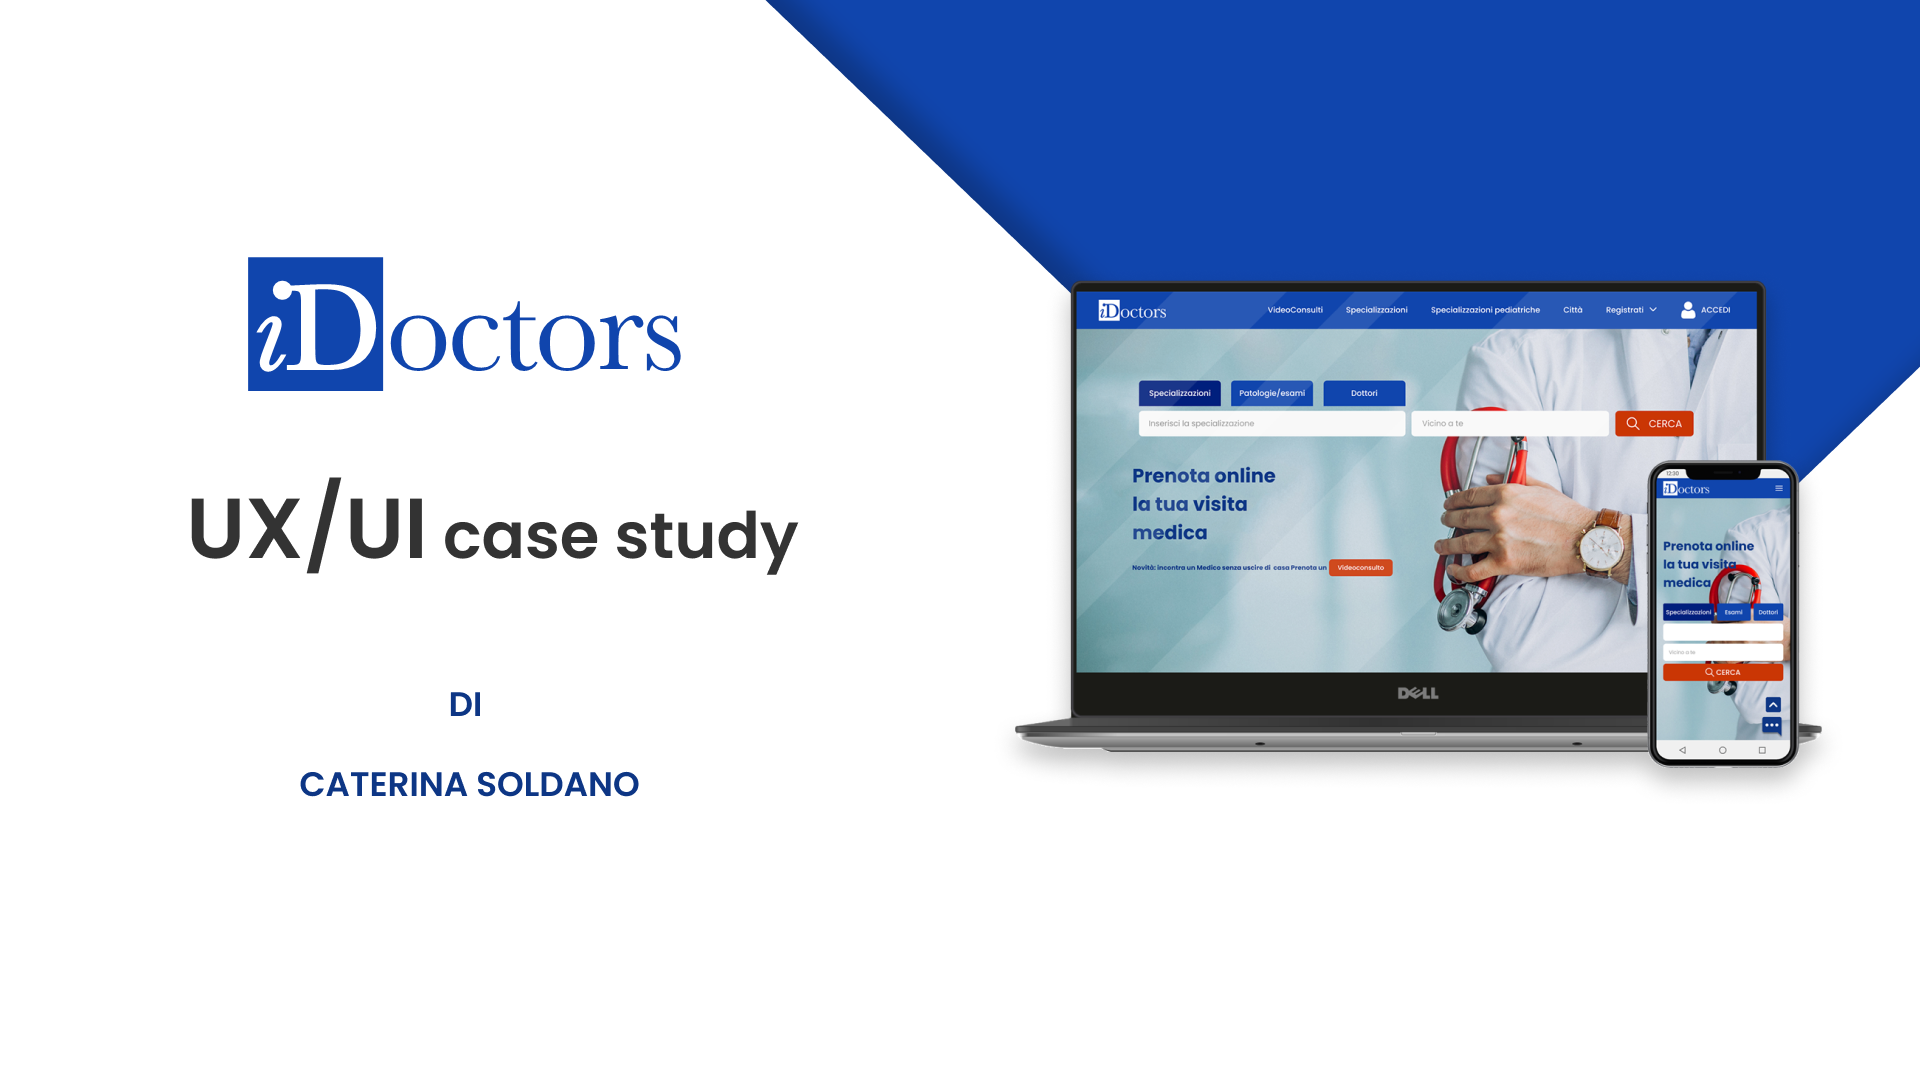 iDoctors
UX/UI case study
DI
CATERINA SOLDANO
iDoctors
VideoConsulti
Specializzazioni
Specializzazioni pediatriche
Città
Registrati
ACCEDI
Specializzazioni
Patologie/esami
Dottori
Inserisci la specializzazione
Vicino a te
CERCA
Prenota online
la tua visita
medica
Novità: incontra un Medico senza uscire di casa Prenota un
Videoconsulto
DELL
12:30
iDoctors
Prenota online
la tua visita
medica
Specializzazioni
Esami
Dottori
Vicino a te
CERCA